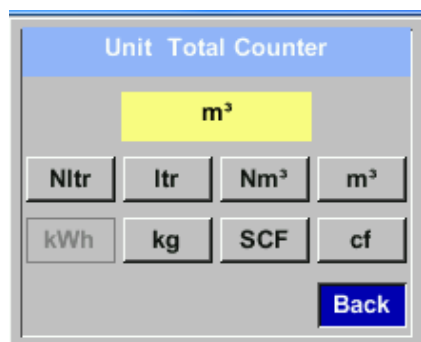 Unit Total Counter
m³
Nltr ltr Nm³ m³
kWh kg SCF cf
Back